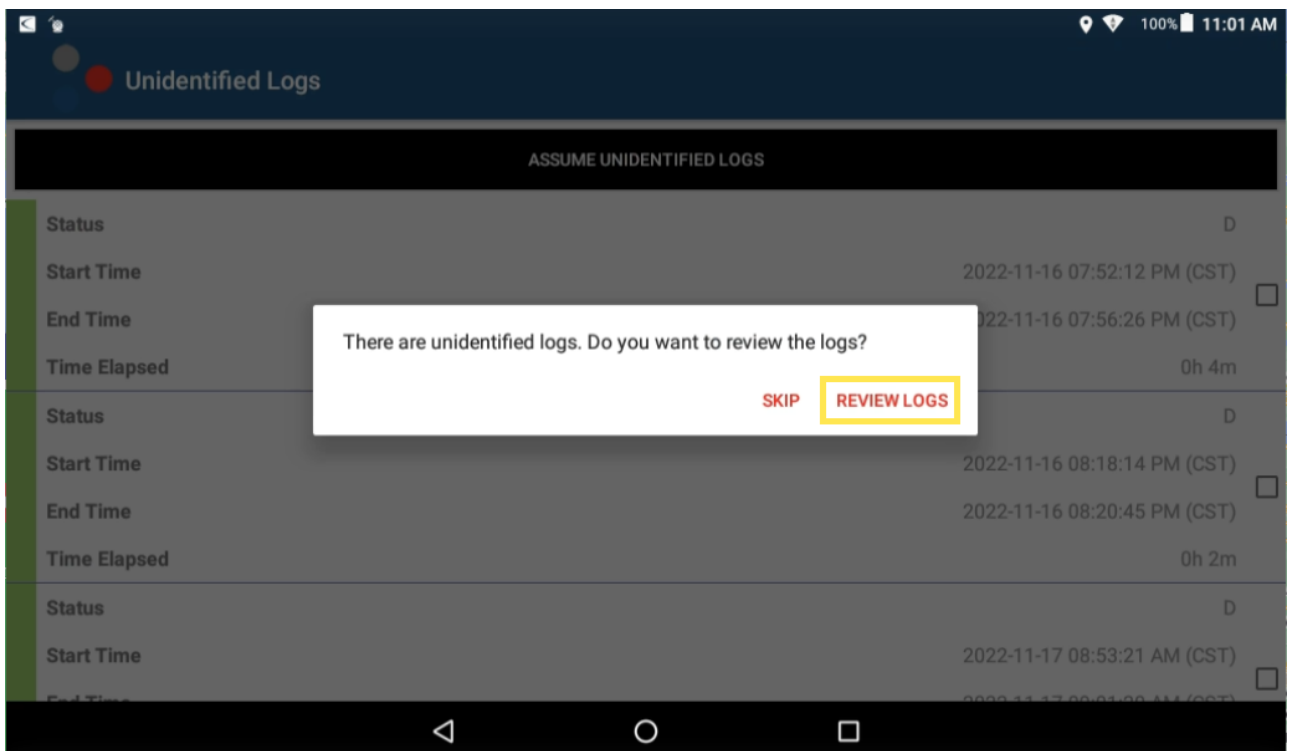 100% 11:01 AM
Unidentified Logs
ASSUME UNIDENTIFIED LOGS
Status D
Start Time 2022-11-16 07:52:12 PM (CST)
End Time 022-11-16 07:56:26 PM (CST)
Time Elapsed 0h 4m
There are unidentified logs. Do you want to review the logs?
SKIP REVIEW LOGS
Status D
Start Time 2022-11-16 08:18:14 PM (CST)
End Time 2022-11-16 08:20:45 PM (CST)
Time Elapsed 0h 2m
Status D
Start Time 2022-11-17 08:53:21 AM (CST)
End Time